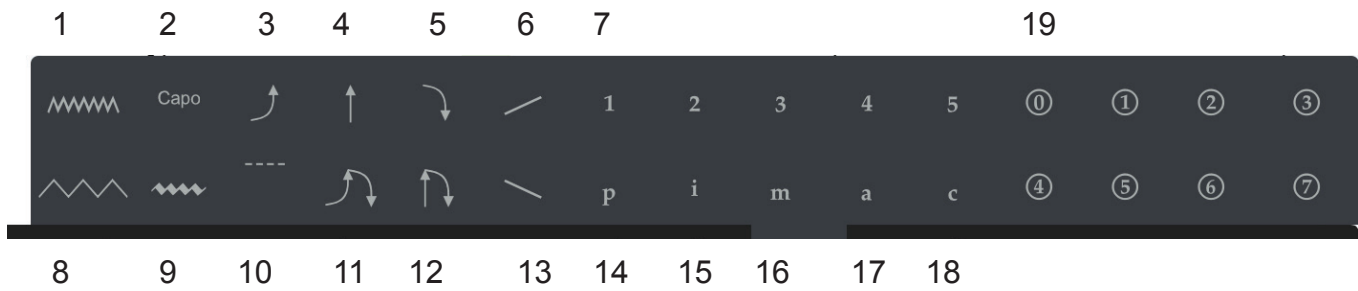 1 2 3 4 5 6 7 19
Capo 1 2 3 4 5 ⓪ ① ② ③
p i m a c ④ ⑤ ⑥ ⑦
8 9 10 11 12 13 14 15 16 17 18